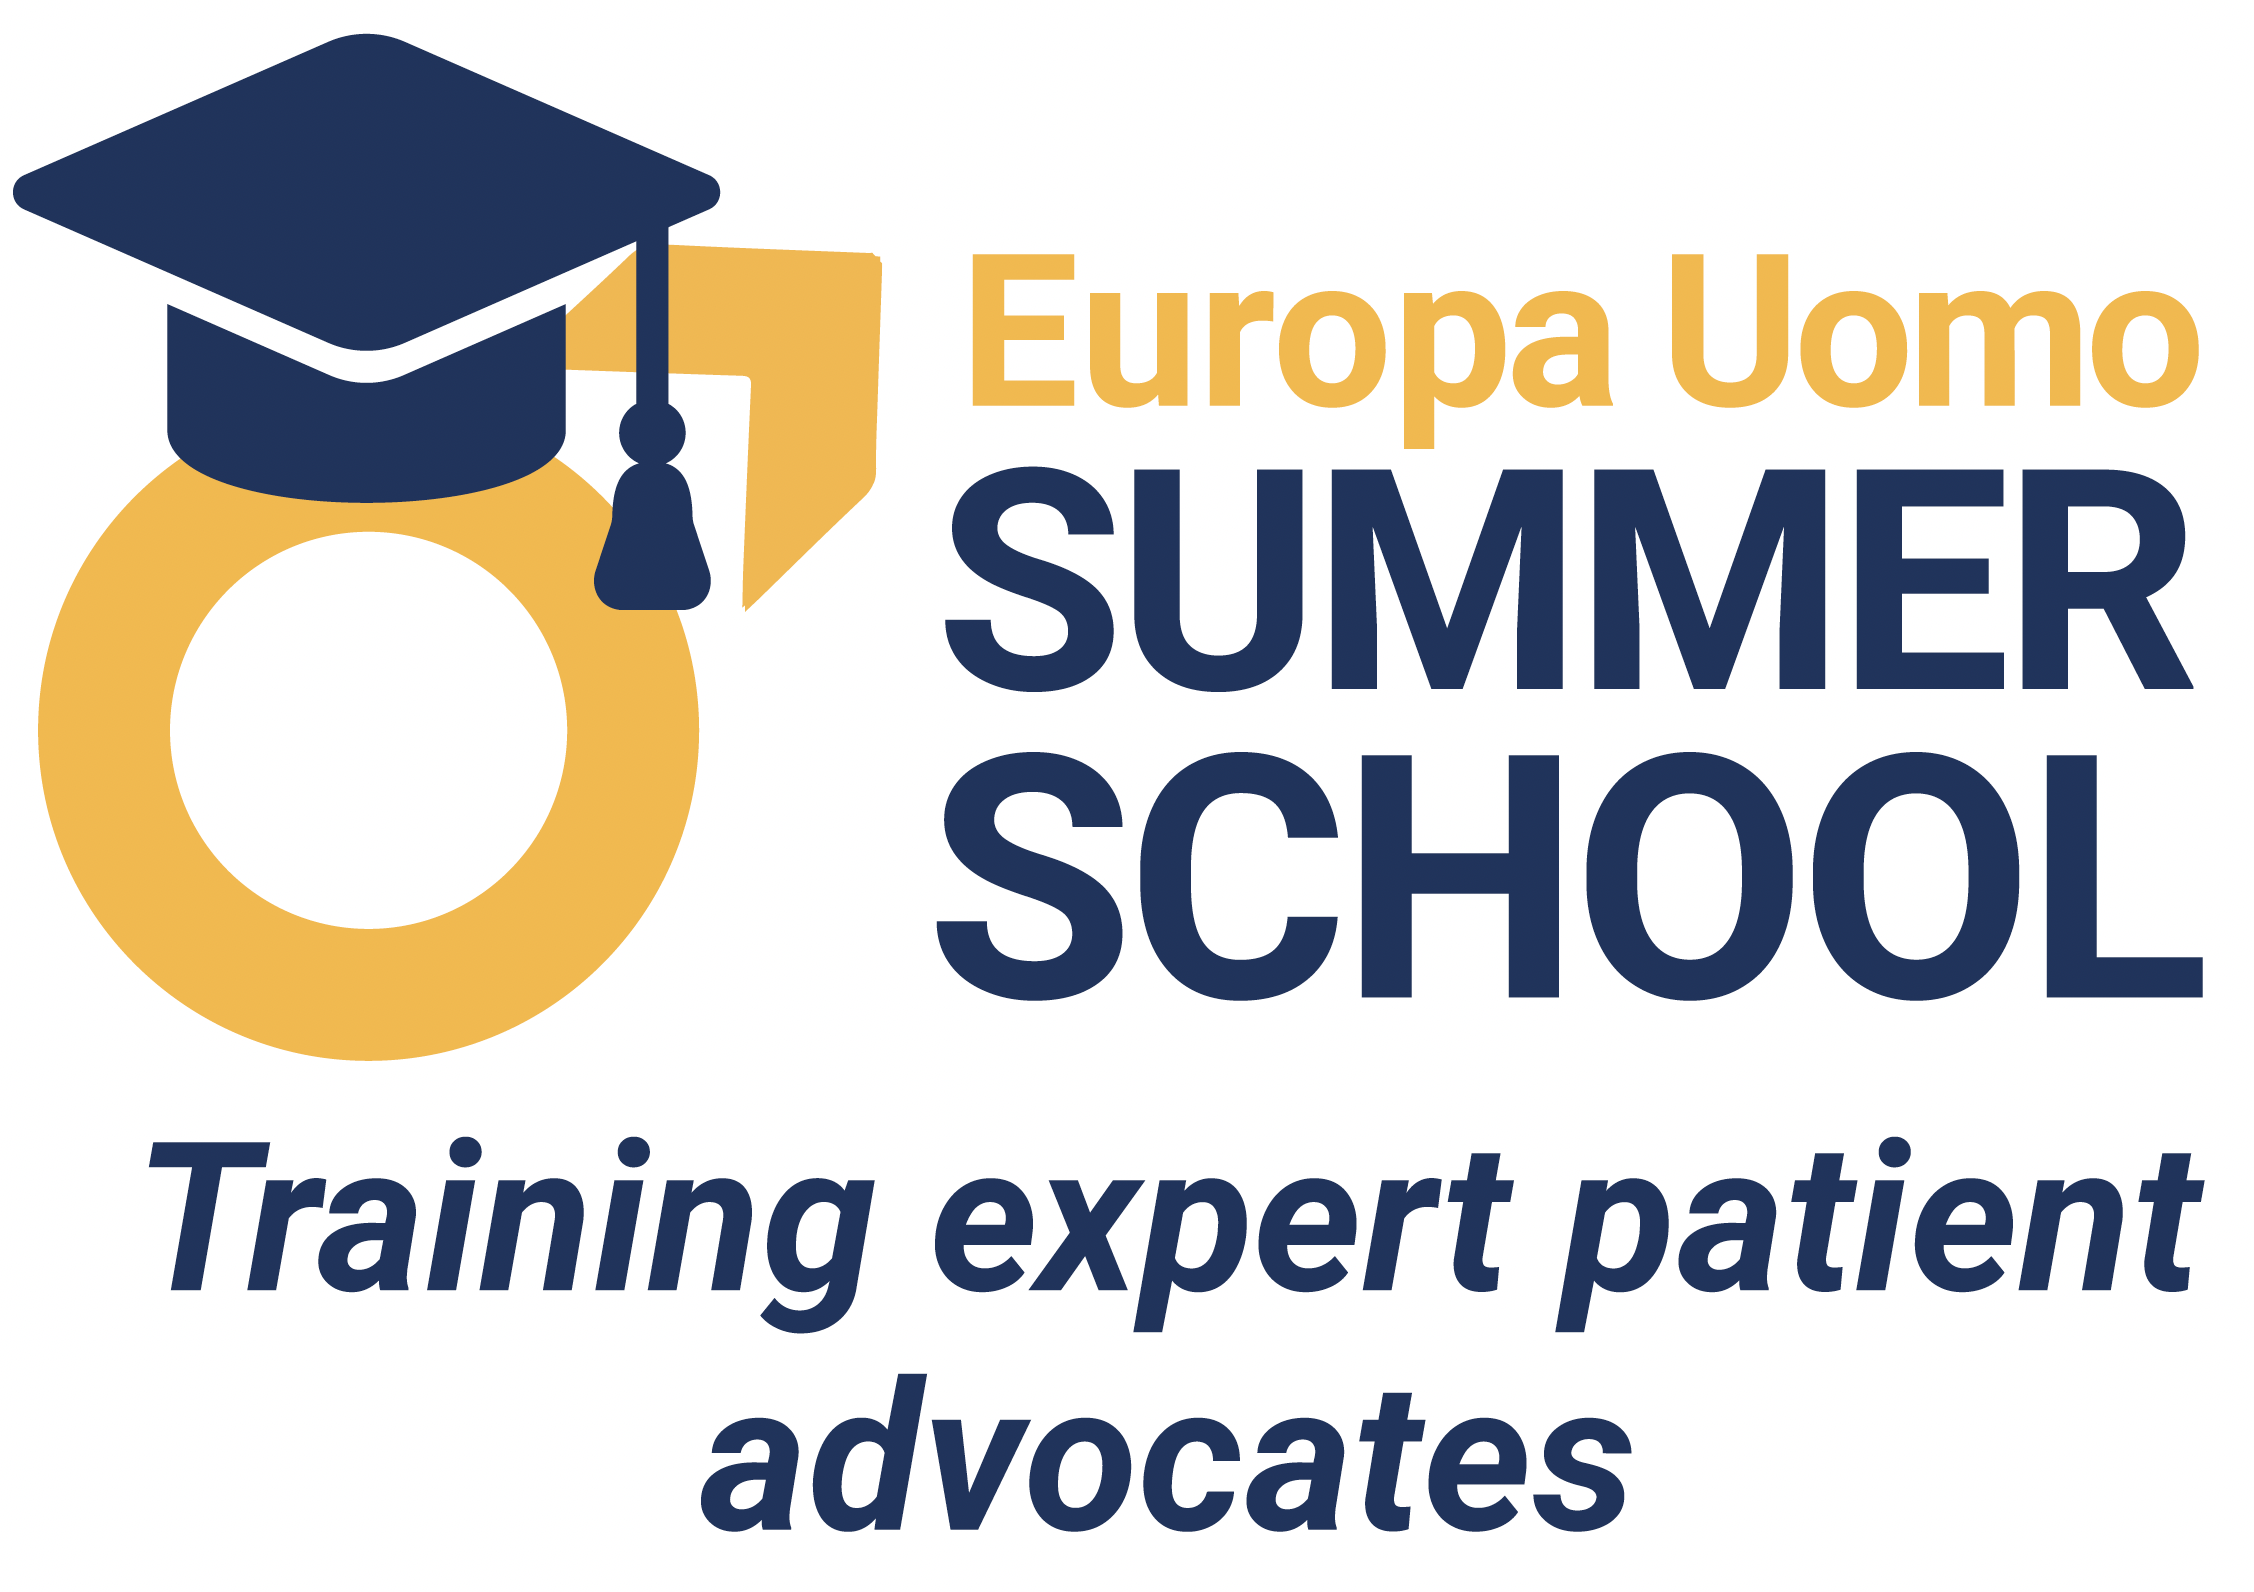 Europa Uomo
SUMMER
SCHOOL
Training expert patient
advocates